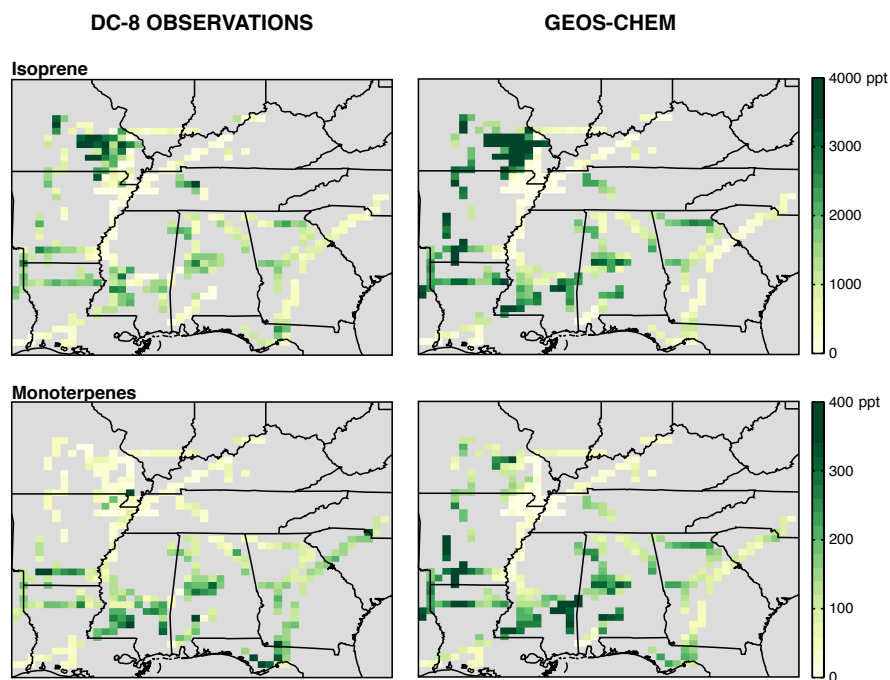 DC-8 OBSERVATIONS GEOS-CHEM
Isoprene
4000 ppt
3000
2000
1000
0
Monoterpenes
400 ppt
300
200
100
0